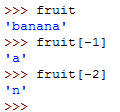 >>> fruit
'banana'
>>> fruit[-1]
'a'
>>> fruit[-2]
'n'
>>>